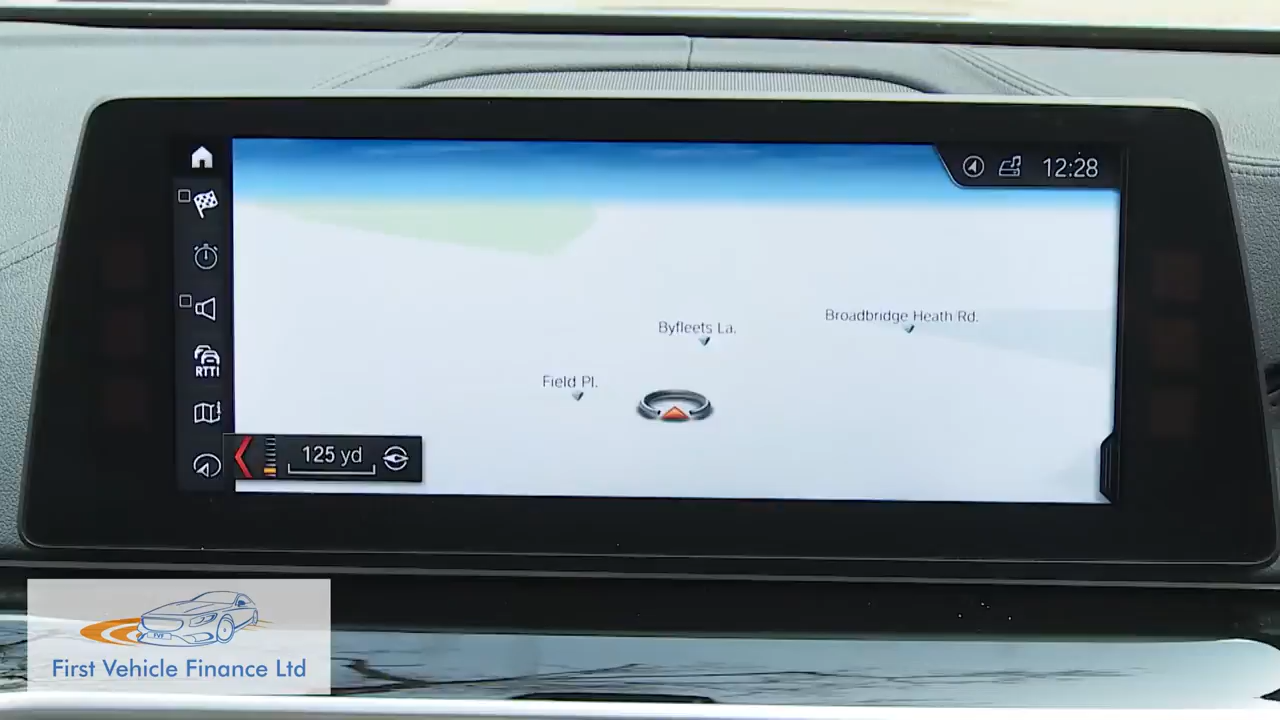 12:28
Broadbridge Heath Rd.
Byfleets La.
Field Pl.
RTTI
125 yd
First Vehicle Finance Ltd